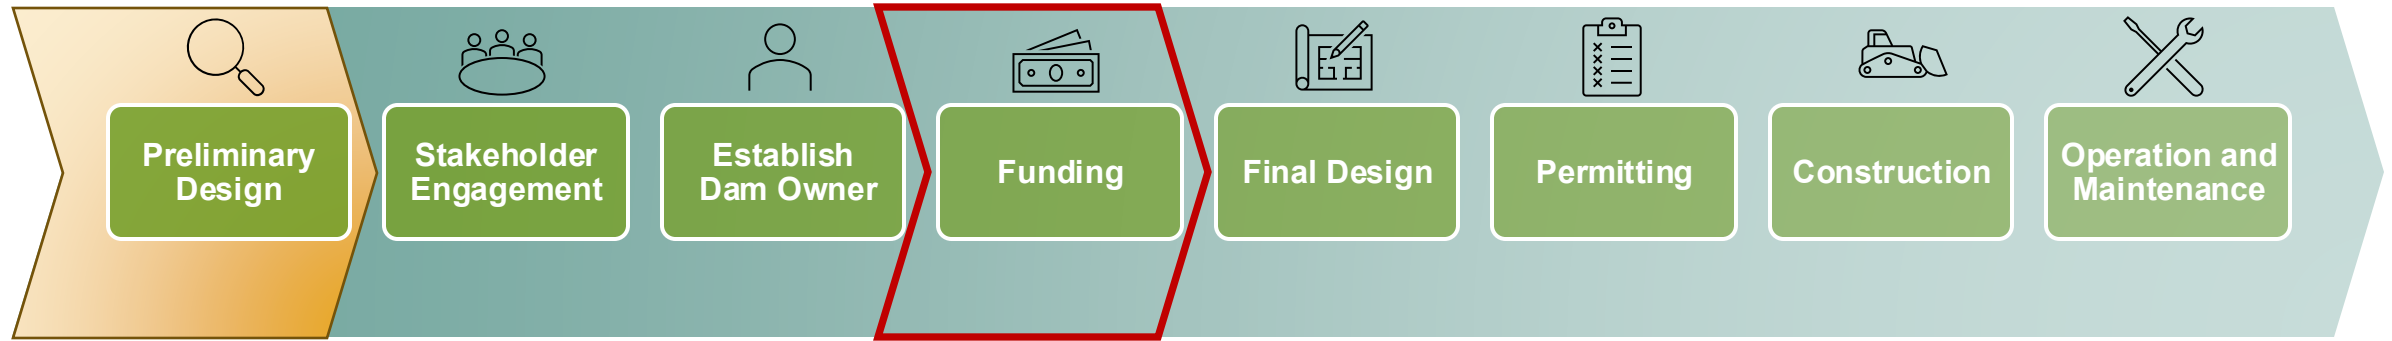 Preliminary
Design
Stakeholder
Engagement
Establish
Dam Owner
Funding
Final Design
Permitting
Construction
Operation and
Maintenance